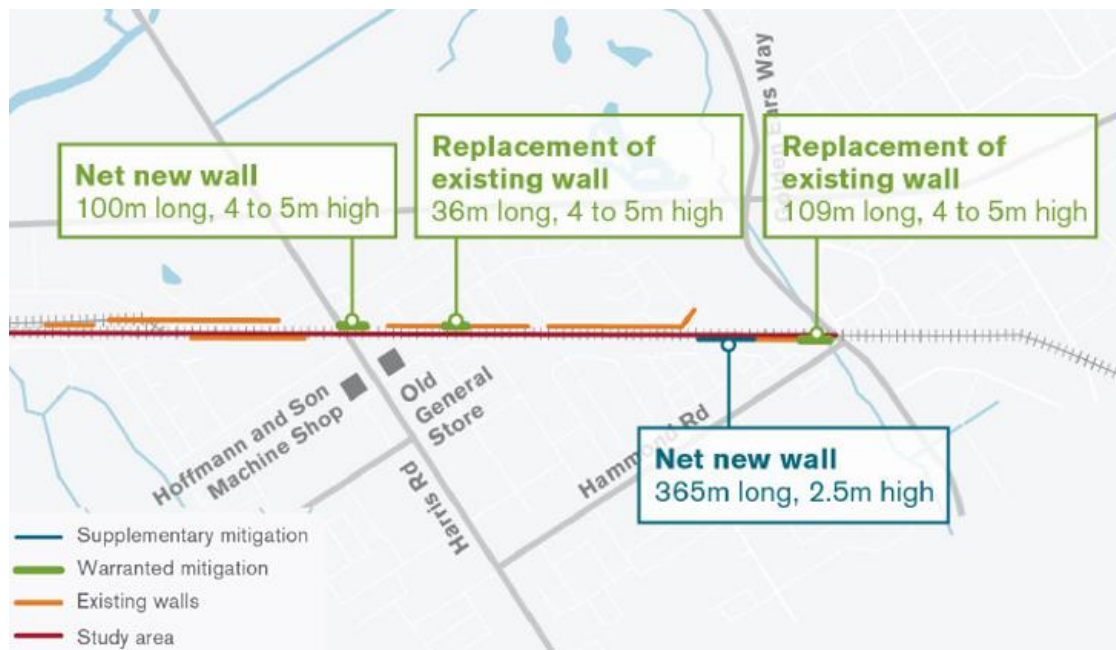 Net new wall
100m long, 4 to 5m high
Replacement of
existing wall
36m long, 4 to 5m high
Replacement of
existing wall
109m long, 4 to 5m high
Golden Ears Way
Hoffmann and Son
Machine Shop
Old
General
Store
Harris Rd
Hammond Rd
Net new wall
365m long, 2.5m high
Supplementary mitigation
Warranted mitigation
Existing walls
Study area